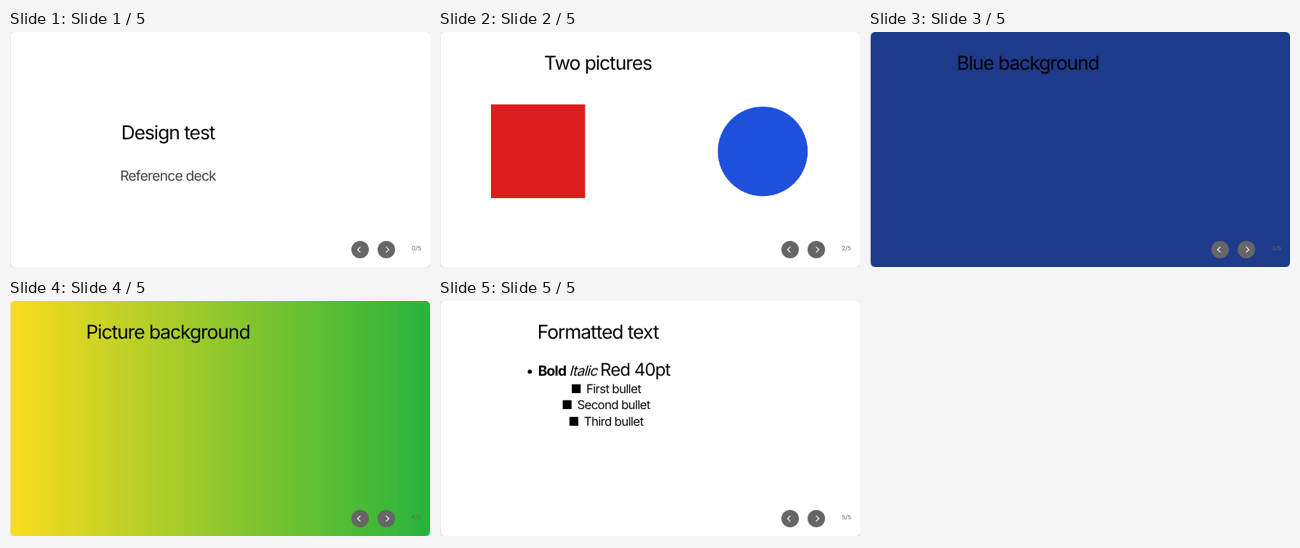 Slide 1: Slide 1 / 5
Design test
Reference deck
0/5
Slide 2: Slide 2 / 5
Two pictures
2/5
Slide 3: Slide 3 / 5
Blue background
Slide 4: Slide 4 / 5
Picture background
Slide 5: Slide 5 / 5
Formatted text
• Bold Italic Red 40pt
■ First bullet
■ Second bullet
■ Third bullet
5/5